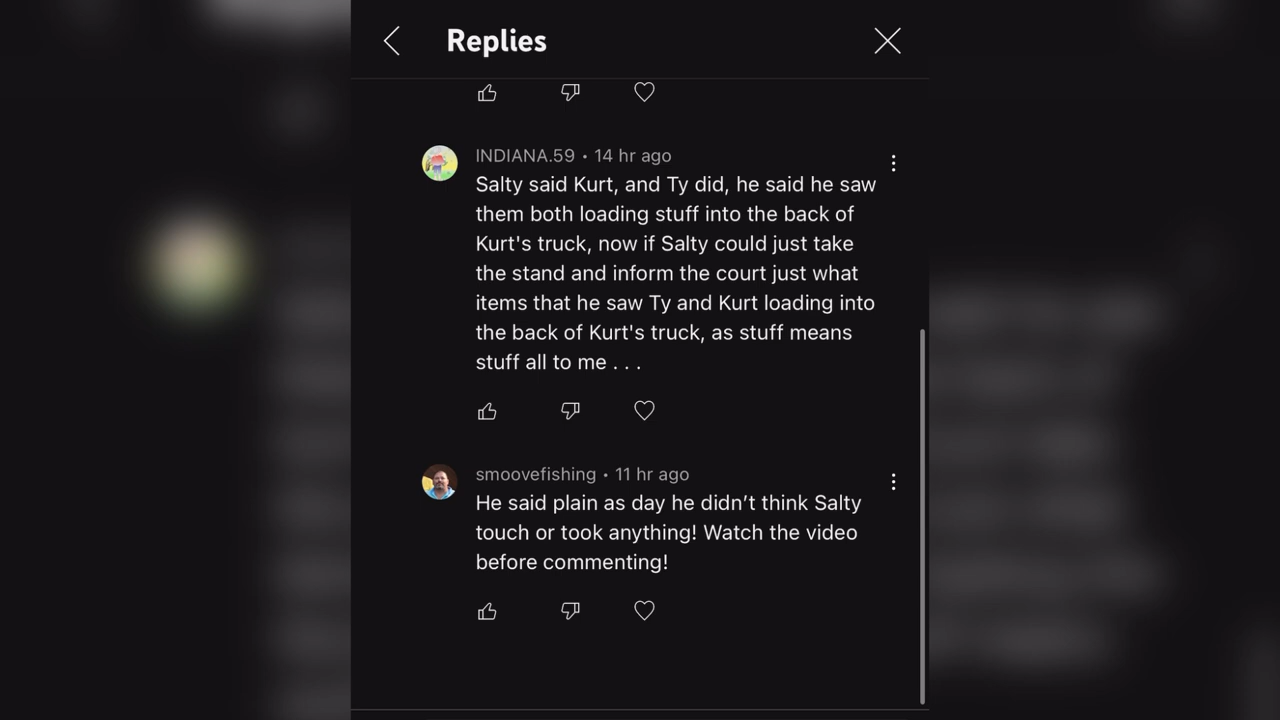 Replies
INDIANA.59 • 14 hr ago
Salty said Kurt, and Ty did, he said he saw
them both loading stuff into the back of
Kurt's truck, now if Salty could just take
the stand and inform the court just what
items that he saw Ty and Kurt loading into
the back of Kurt's truck, as stuff means
stuff all to me . . .
smoovefishing • 11 hr ago
He said plain as day he didn’t think Salty
touch or took anything! Watch the video
before commenting!